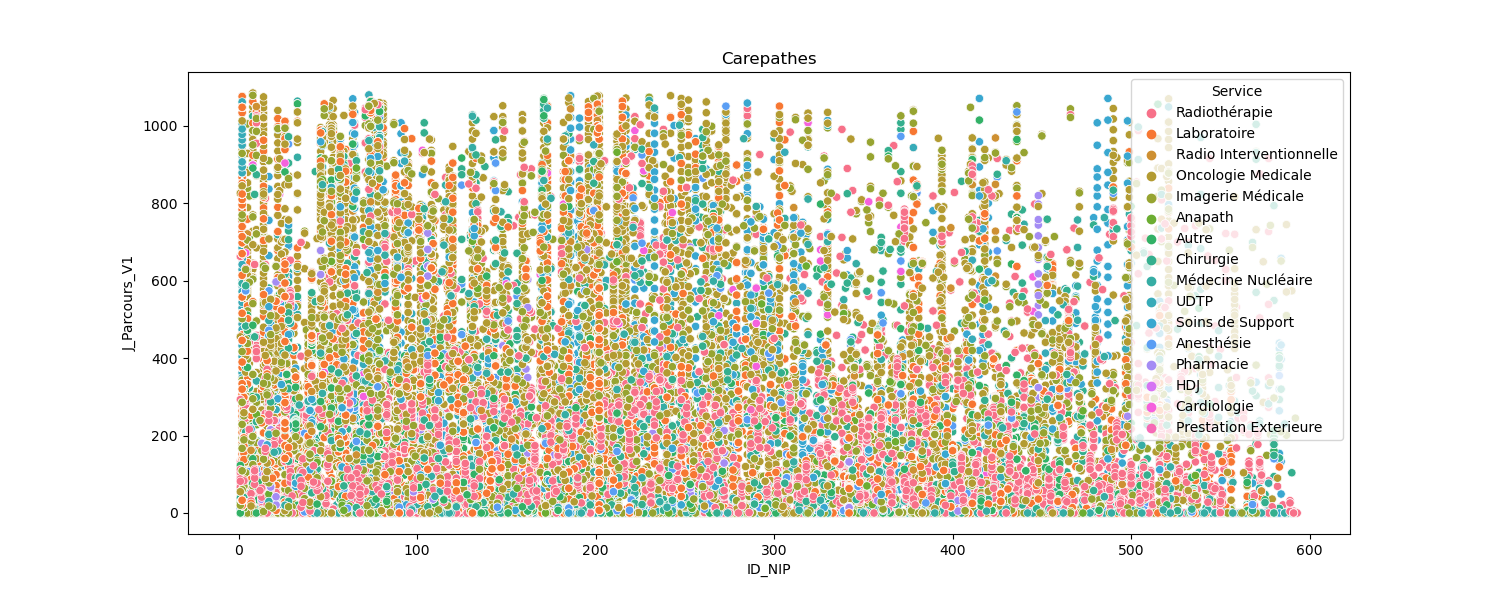 Carepathes
J_Parcours_V1
1000
800
600
400
200
0
0 100 200 300 400 500 600
ID_NIP
Service
Radiothérapie
Laboratoire
Radio Interventionnelle
Oncologie Medicale
Imagerie Médicale
Anapath
Autre
Chirurgie
Médecine Nucléaire
UDTP
Soins de Support
Anesthésie
Pharmacie
HDJ
Cardiologie
Prestation Exterieure